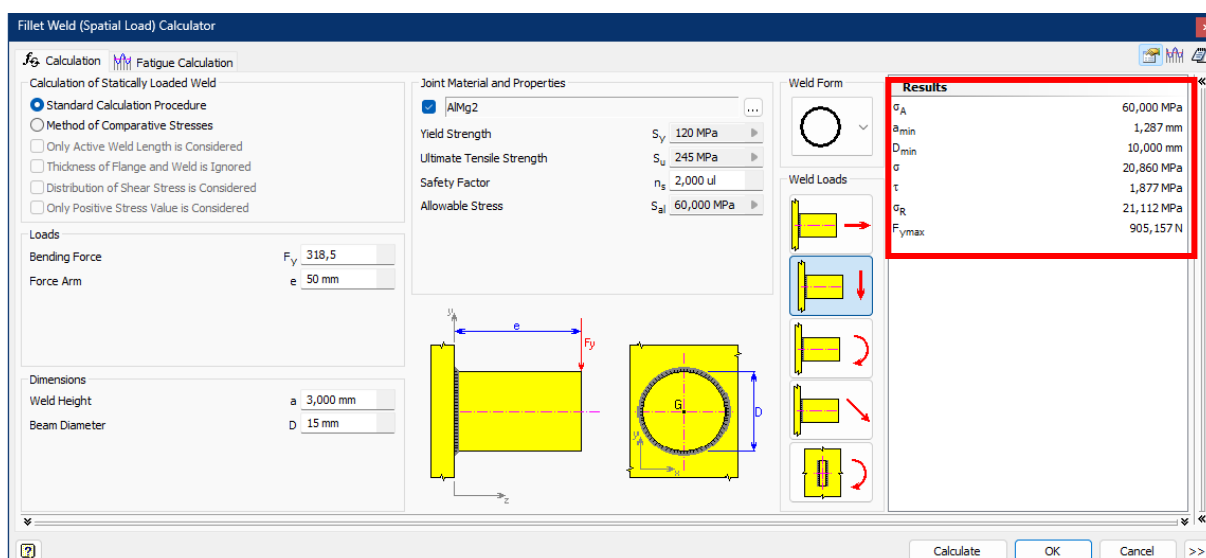 Fillet Weld (Spatial Load) Calculator
Calculation
Fatigue Calculation
Calculation of Statically Loaded Weld
Standard Calculation Procedure
Method of Comparative Stresses
Only Active Weld Length is Considered
Thickness of Flange and Weld is Ignored
Distribution of Shear Stress is Considered
Only Positive Stress Value is Considered
Loads
Bending Force Fy 318,5
Force Arm e 50 mm
Dimensions
Weld Height a 3,000 mm
Beam Diameter D 15 mm
Joint Material and Properties
AlMg2 ...
Yield Strength Sy 120 MPa
Ultimate Tensile Strength Su 245 MPa
Safety Factor ns 2,000 ul
Allowable Stress Sal 60,000 MPa
y
e
Fy
z
G
D
y
x
Weld Form
Weld Loads
Results
σA 60,000 MPa
amin 1,287 mm
Dmin 10,000 mm
σ 20,860 MPa
τ 1,877 MPa
σR 21,112 MPa
Fymax 905,157 N
?
Calculate
OK
Cancel
>>